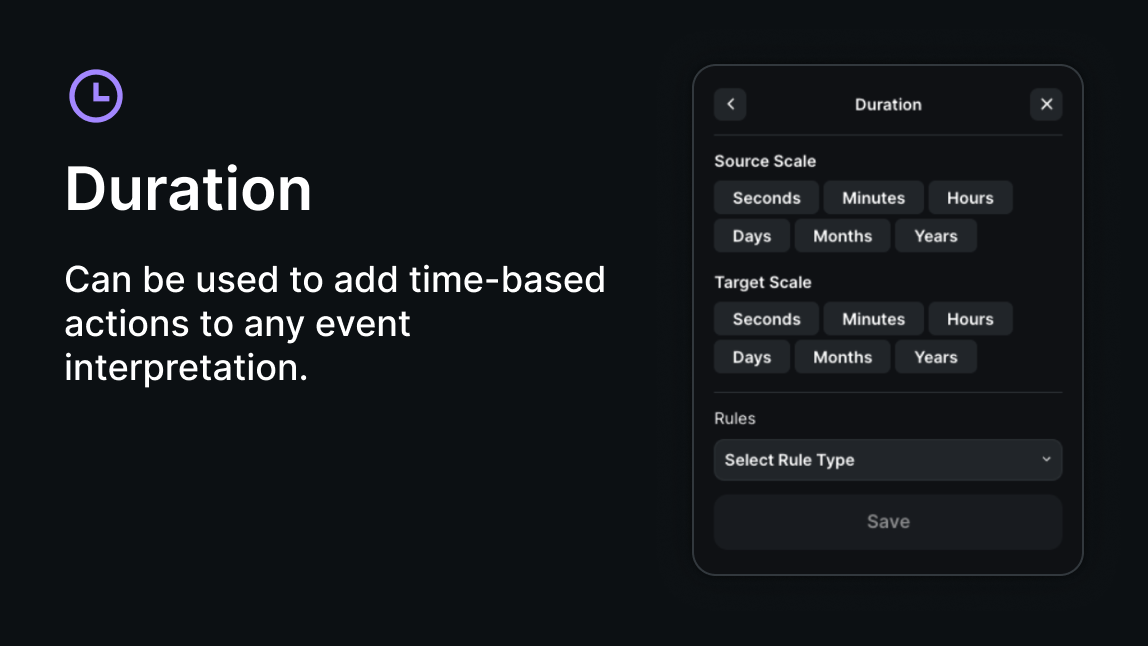 Duration
Can be used to add time-based
actions to any event
interpretation.
Duration
Source Scale
Seconds Minutes Hours
Days Months Years
Target Scale
Seconds Minutes Hours
Days Months Years
Rules
Select Rule Type
Save